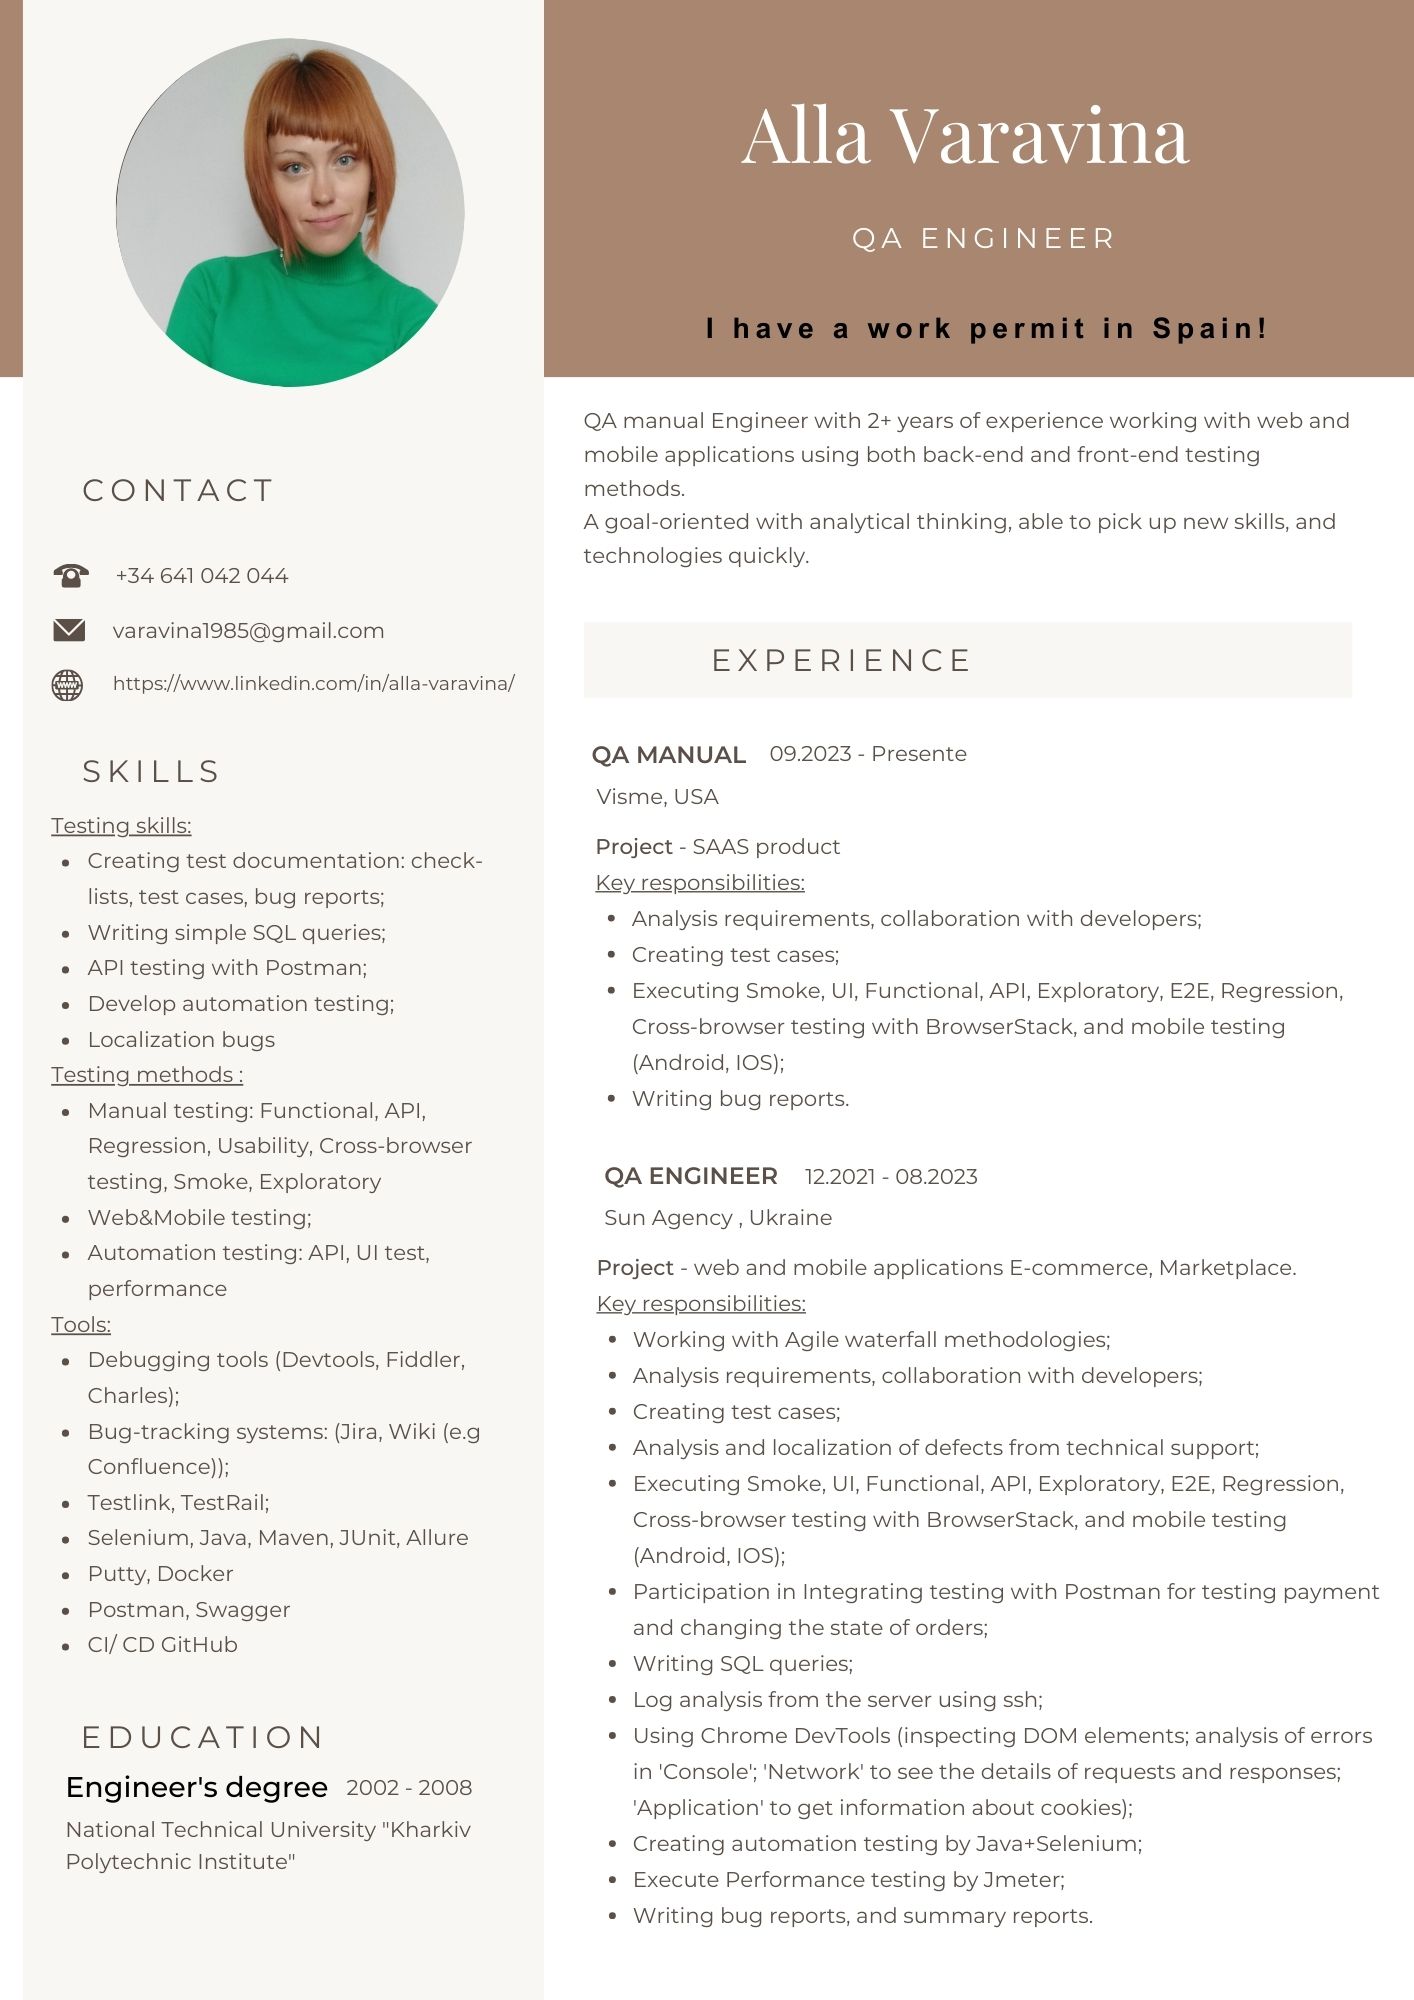 Alla Varavina
QA ENGINEER
I have a work permit in Spain!
CONTACT
+34 641 042 044
varavina1985@gmail.com
https://www.linkedin.com/in/alla-varavina/
SKILLS
Testing skills:
• Creating test documentation: check-
lists, test cases, bug reports;
• Writing simple SQL queries;
• API testing with Postman;
• Develop automation testing;
• Localization bugs
Testing methods :
• Manual testing: Functional, API,
Regression, Usability, Cross-browser
testing, Smoke, Exploratory
• Web&Mobile testing;
• Automation testing: API, UI test,
performance
Tools:
• Debugging tools (Devtools, Fiddler,
Charles);
• Bug-tracking systems: (Jira, Wiki (e.g
Confluence));
• Testlink, TestRail;
• Selenium, Java, Maven, JUnit, Allure
• Putty, Docker
• Postman, Swagger
• CI/ CD GitHub
EDUCATION
Engineer's degree 2002 - 2008
National Technical University "Kharkiv
Polytechnic Institute"
QA manual Engineer with 2+ years of experience working with web and
mobile applications using both back-end and front-end testing
methods.
A goal-oriented with analytical thinking, able to pick up new skills, and
technologies quickly.
EXPERIENCE
QA MANUAL 09.2023 - Presente
Visme, USA
Project - SAAS product
Key responsibilities:
• Analysis requirements, collaboration with developers;
• Creating test cases;
• Executing Smoke, UI, Functional, API, Exploratory, E2E, Regression,
Cross-browser testing with BrowserStack, and mobile testing
(Android, IOS);
• Writing bug reports.
QA ENGINEER 12.2021 - 08.2023
Sun Agency , Ukraine
Project - web and mobile applications E-commerce, Marketplace.
Key responsibilities:
• Working with Agile waterfall methodologies;
• Analysis requirements, collaboration with developers;
• Creating test cases;
• Analysis and localization of defects from technical support;
• Executing Smoke, UI, Functional, API, Exploratory, E2E, Regression,
Cross-browser testing with BrowserStack, and mobile testing
(Android, IOS);
• Participation in Integrating testing with Postman for testing payment
and changing the state of orders;
• Writing SQL queries;
• Log analysis from the server using ssh;
• Using Chrome DevTools (inspecting DOM elements; analysis of errors
in 'Console'; 'Network' to see the details of requests and responses;
'Application' to get information about cookies);
• Creating automation testing by Java+Selenium;
• Execute Performance testing by Jmeter;
• Writing bug reports, and summary reports.